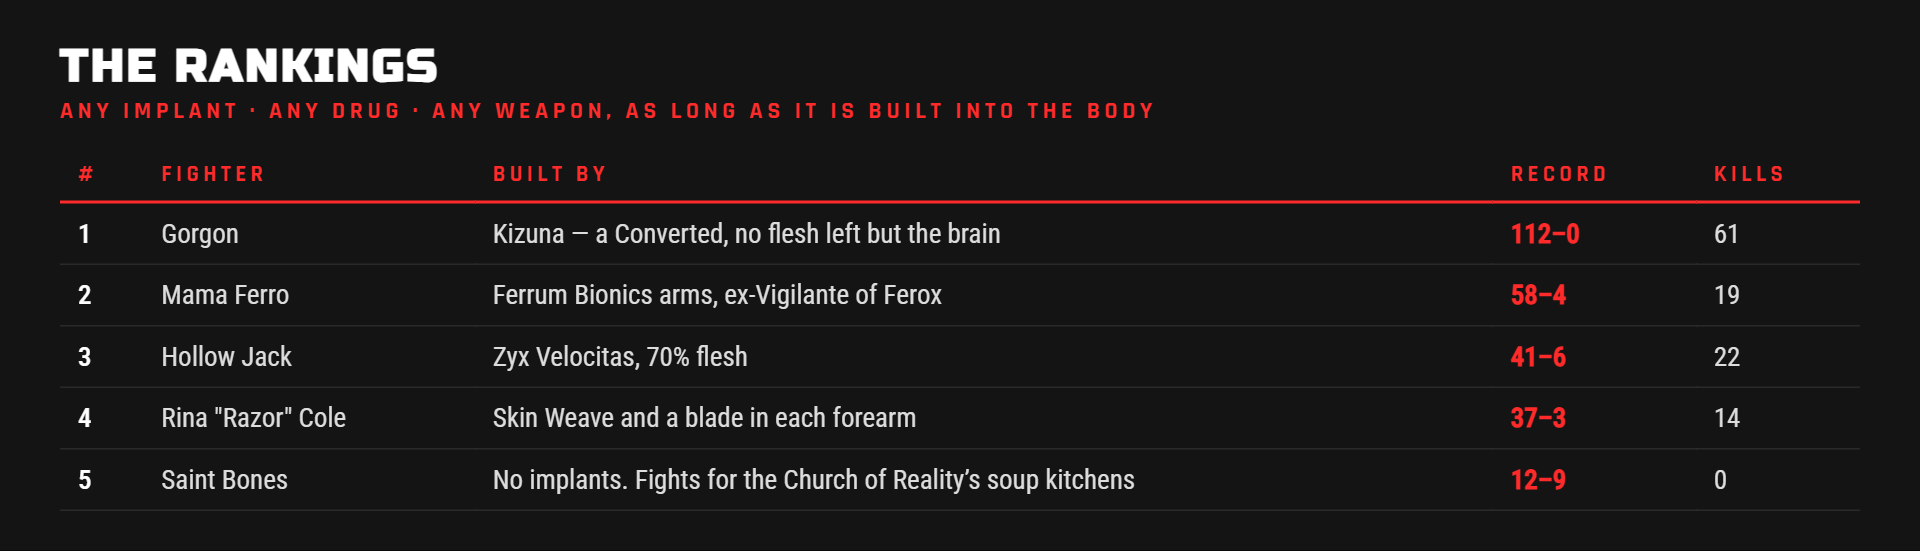 THE RANKINGS
ANY IMPLANT · ANY DRUG · ANY WEAPON, AS LONG AS IT IS BUILT INTO THE BODY
# FIGHTER BUILT BY RECORD KILLS
1 Gorgon Kizuna — a Converted, no flesh left but the brain 112–0 61
2 Mama Ferro Ferrum Bionics arms, ex-Vigilante of Ferox 58–4 19
3 Hollow Jack Zyx Velocitas, 70% flesh 41–6 22
4 Rina "Razor" Cole Skin Weave and a blade in each forearm 37–3 14
5 Saint Bones No implants. Fights for the Church of Reality’s soup kitchens 12–9 0